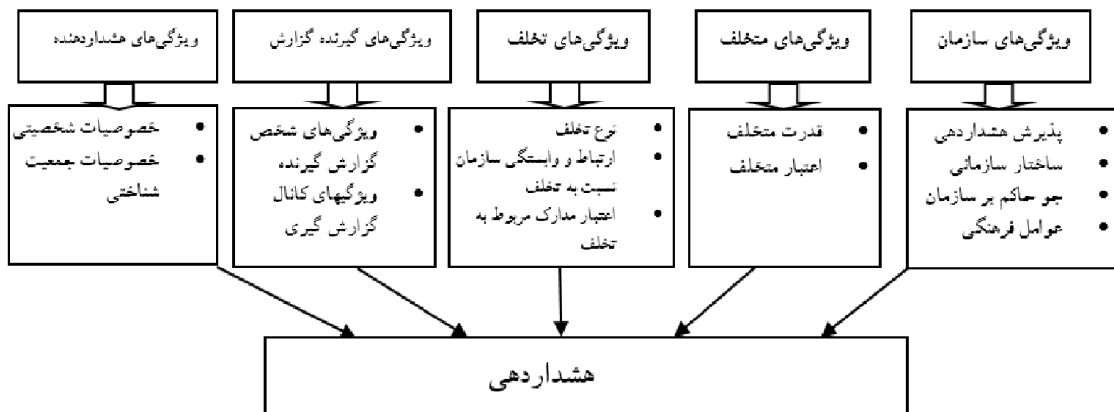 ویژگی‌های سازمان
ویژگی‌های متخلف
ویژگی‌های تخلف
ویژگی‌های گیرنده گزارش
ویژگی‌های هشداردهنده
• پذیرش هشداردهی
• ساختار سازمانی
• جو حاکم بر سازمان
• عوامل فرهنگی
• قدرت متخلف
• اعتبار متخلف
• نوع تخلف
• ارتباط و وابستگی سازمان
نسبت به تخلف
• اعتبار مدارک مربوط به
تخلف
• ویژگی‌های شخص
گزارش گیرنده
• ویژگیهای کانال
گزارش گیری
• خصوصیات شخصیتی
• خصوصیات جمعیت
شناختی
هشداردهی